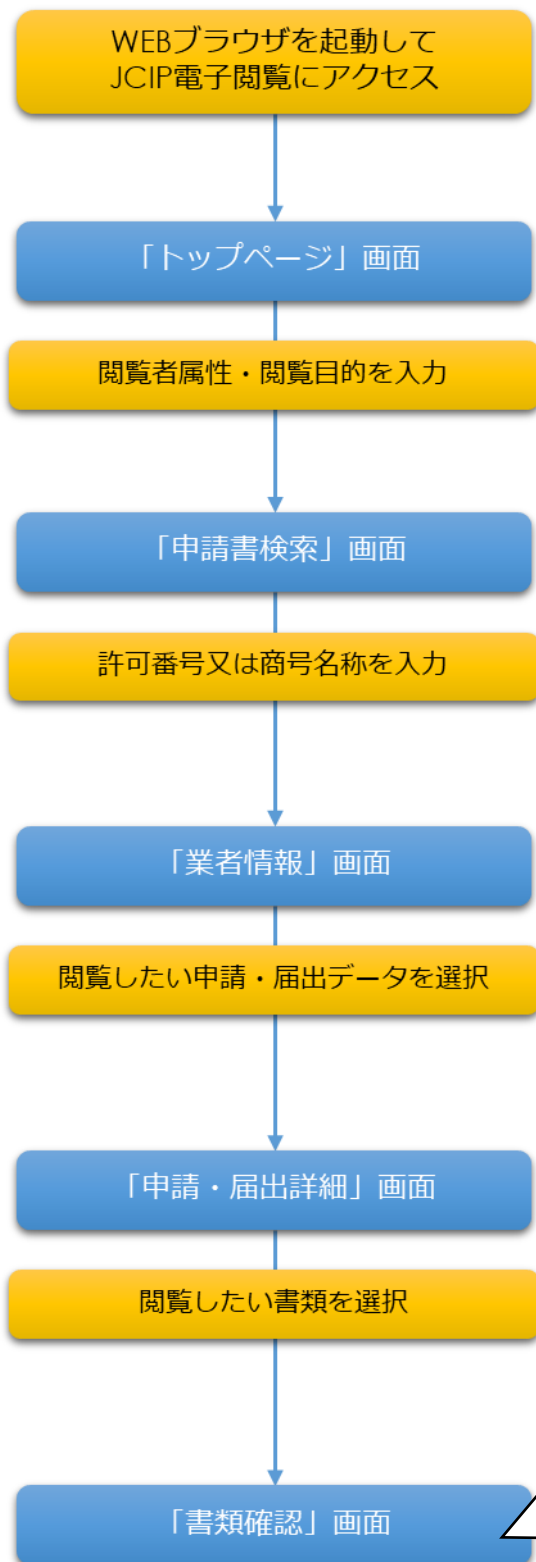 WEBブラウザを起動して
JCIP電子閲覧にアクセス
「トップページ」画面
閲覧者属性・閲覧目的を入力
「申請書検索」画面
許可番号又は商号名称を入力
「業者情報」画面
閲覧したい申請・届出データを選択
「申請・届出詳細」画面
閲覧したい書類を選択
「書類確認」画面